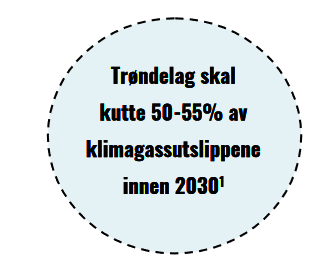 Trøndelag skal
kutte 50-55% av
klimagassutslippene
innen 2030¹